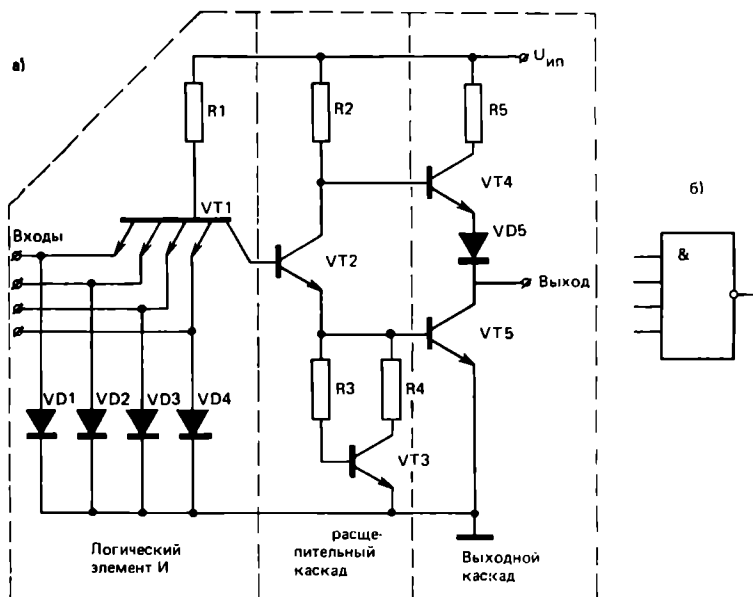 а)
Uип
R1
R2
R5
VT1
VT4
б)
Входы
VD5
&
VT2
Выход
VT5
R3
R4
VD1
VD2
VD3
VD4
VT3
Логический
элемент И
расще-
пительный
каскад
Выходной
каскад